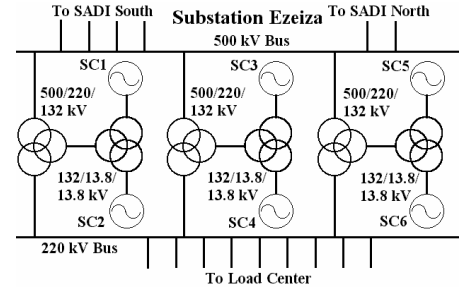 To SADI South
Substation Ezeiza
To SADI North
500 kV Bus
SC1
SC3
SC5
500/220/
132 kV
500/220/
132 kV
500/220/
132 kV
132/13.8/
13.8 kV
132/13.8/
13.8 kV
132/13.8/
13.8 kV
SC2
SC4
SC6
220 kV Bus
To Load Center